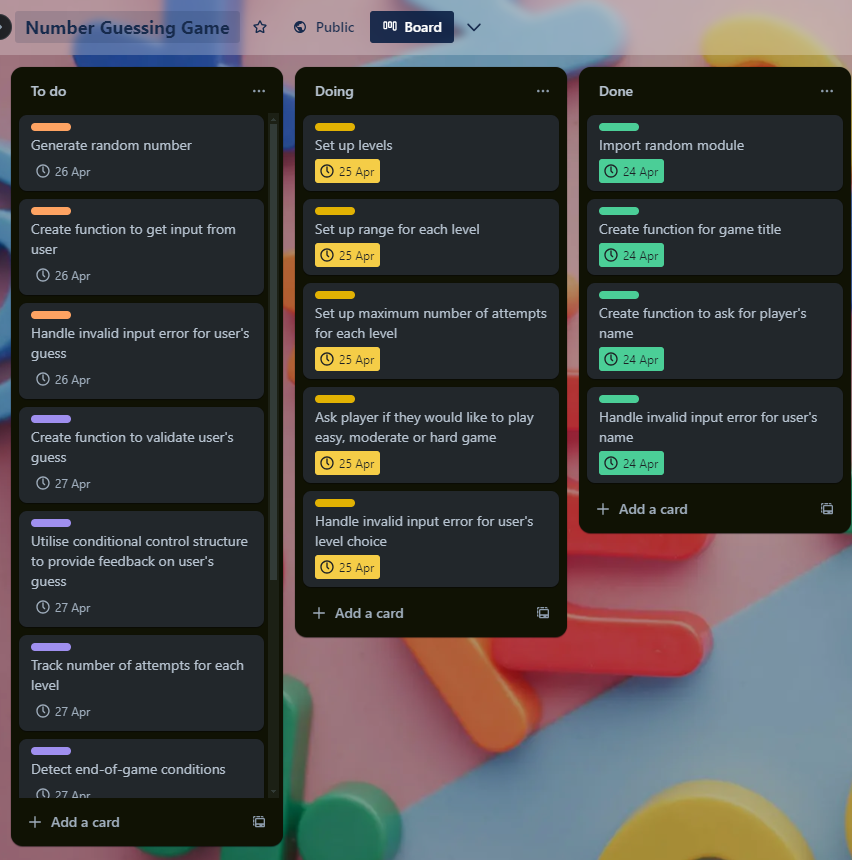 Number Guessing Game
Public
Board
To do
Generate random number
26 Apr
Create function to get input from
user
26 Apr
Handle invalid input error for user's
guess
26 Apr
Create function to validate user's
guess
27 Apr
Utilise conditional control structure
to provide feedback on user's
guess
27 Apr
Track number of attempts for each
level
27 Apr
Detect end-of-game conditions
27 Apr
Add a card
Doing
Set up levels
25 Apr
Set up range for each level
25 Apr
Set up maximum number of attempts
for each level
25 Apr
Ask player if they would like to play
easy, moderate or hard game
25 Apr
Handle invalid input error for user's
level choice
25 Apr
Add a card
Done
Import random module
24 Apr
Create function for game title
24 Apr
Create function to ask for player's
name
24 Apr
Handle invalid input error for user's
name
24 Apr
Add a card